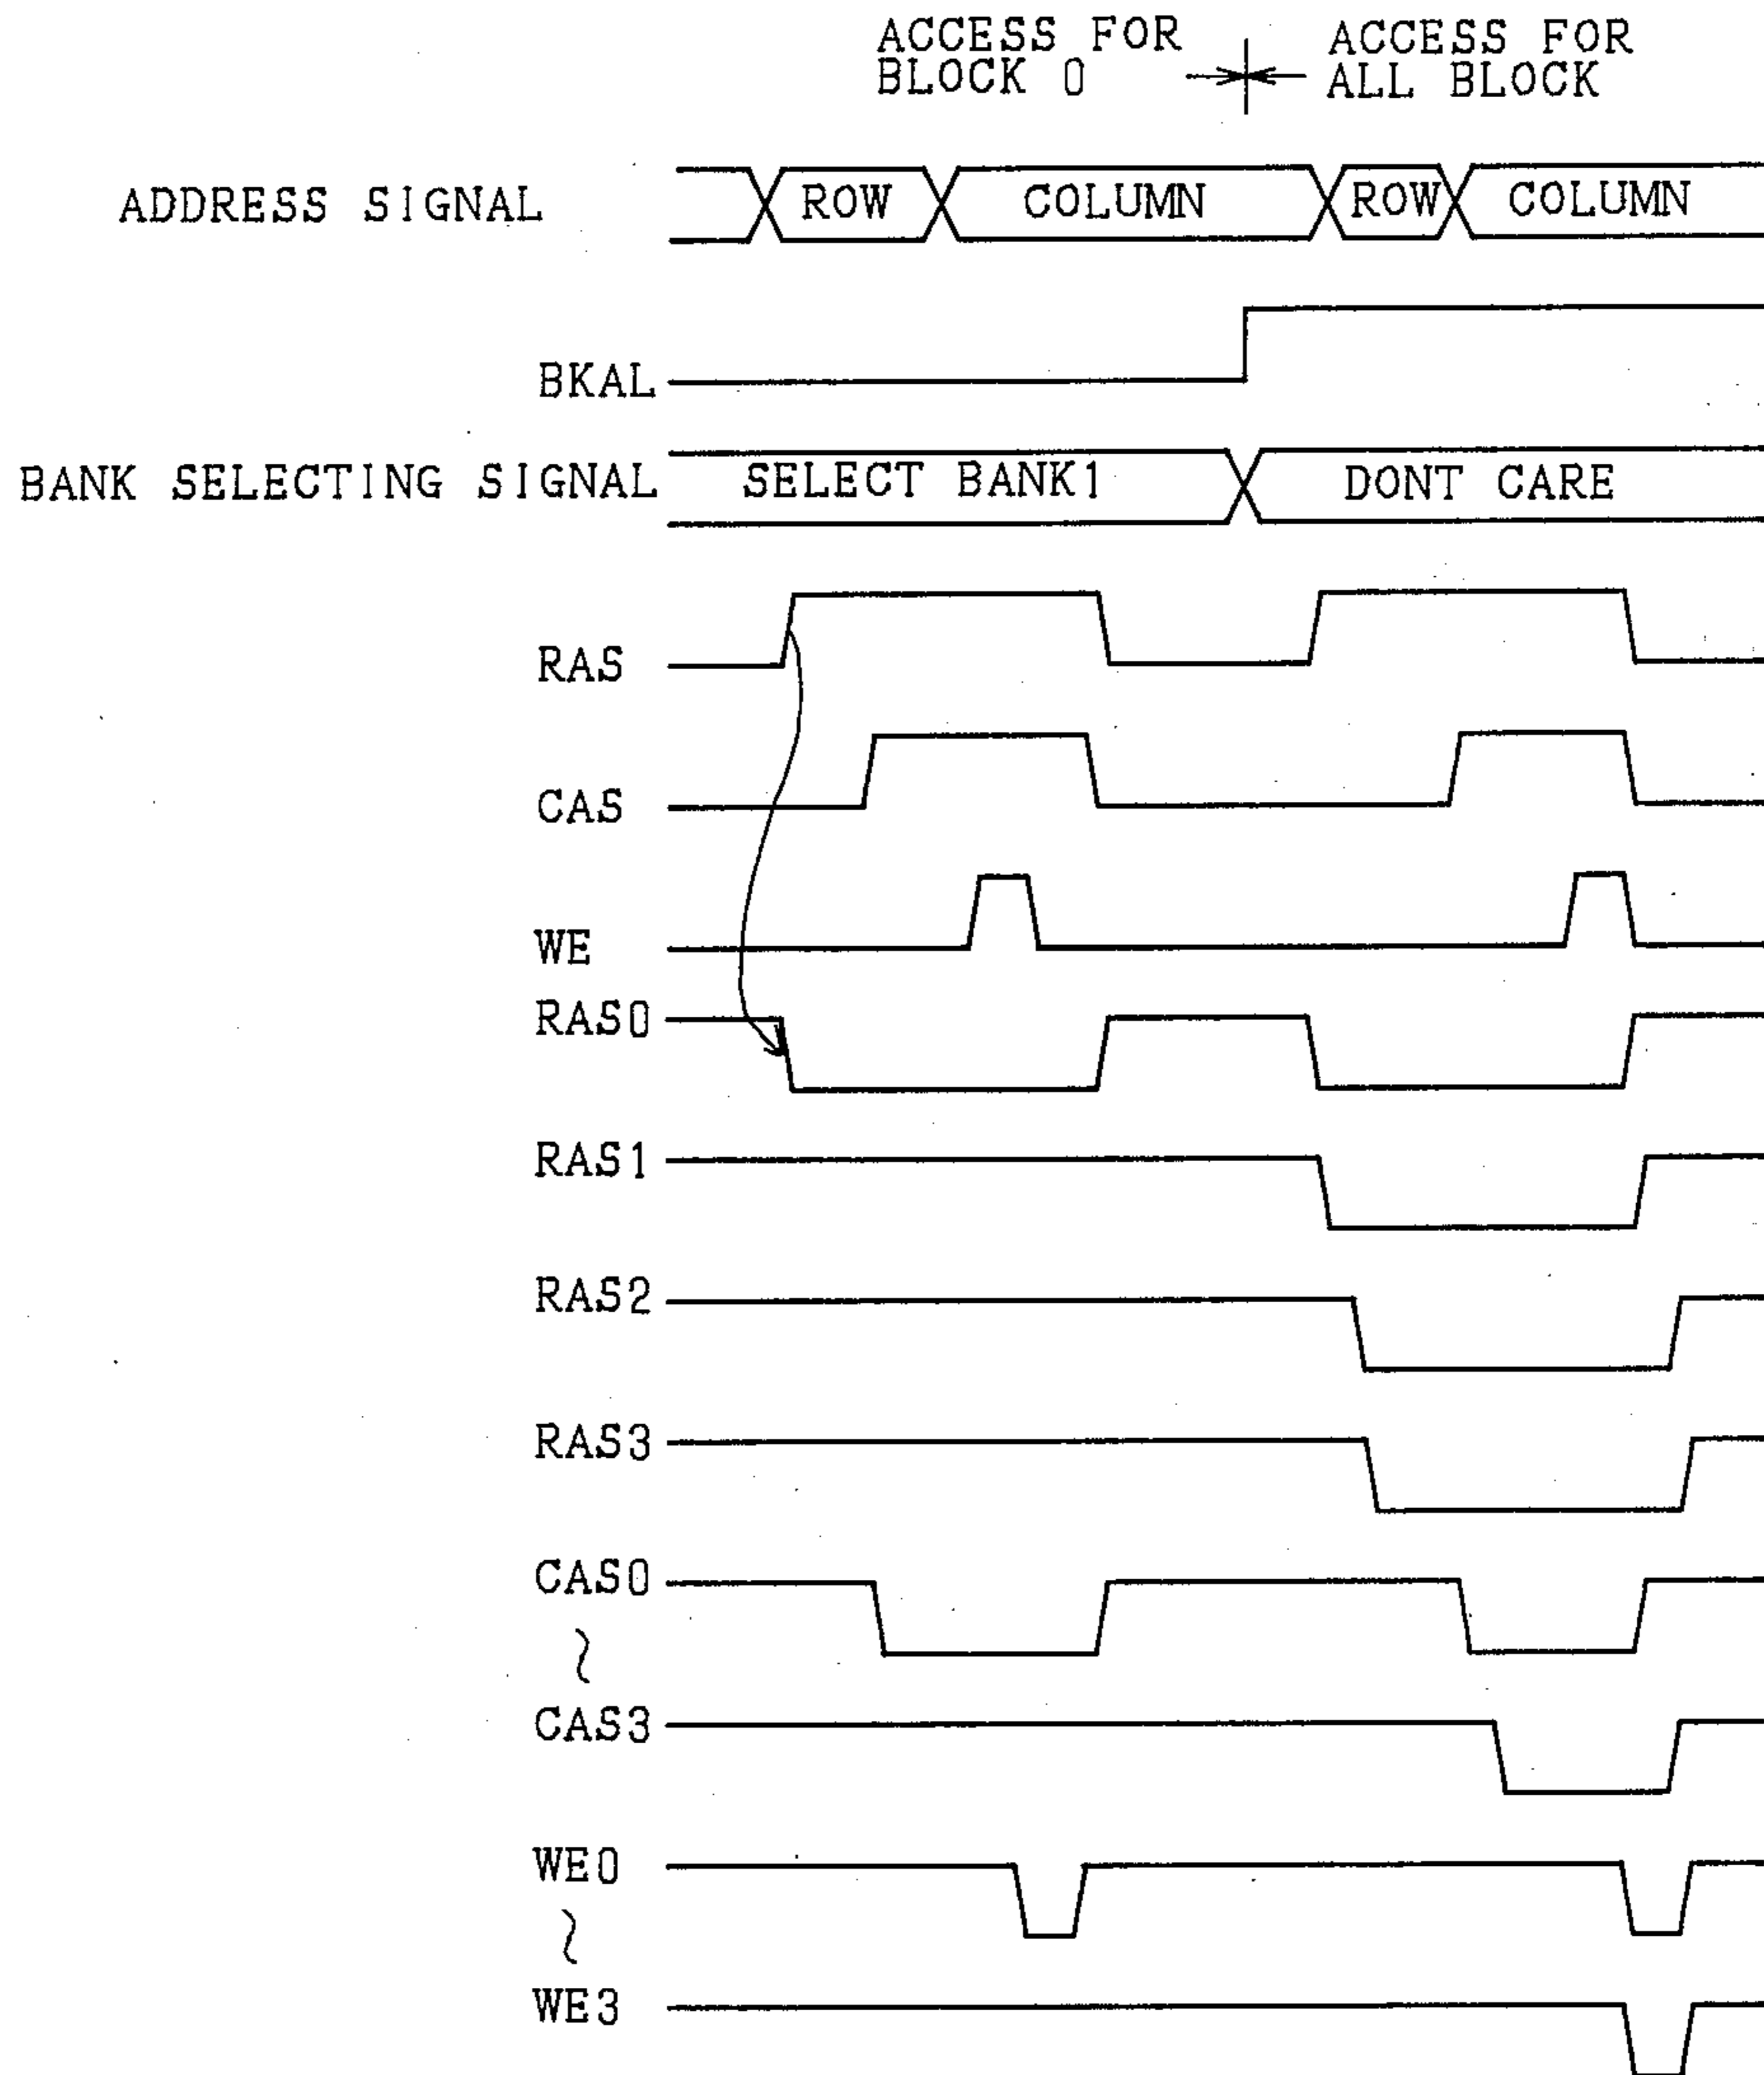 ACCESS FOR
BLOCK 0
ACCESS FOR
ALL BLOCK
ADDRESS SIGNAL
ROW
COLUMN
ROW
COLUMN
BKAL
BANK SELECTING SIGNAL
SELECT BANK1
DONT CARE
RAS
CAS
WE
RAS0
RAS1
RAS2
RAS3
CAS0
~
CAS3
WE0
~
WE3